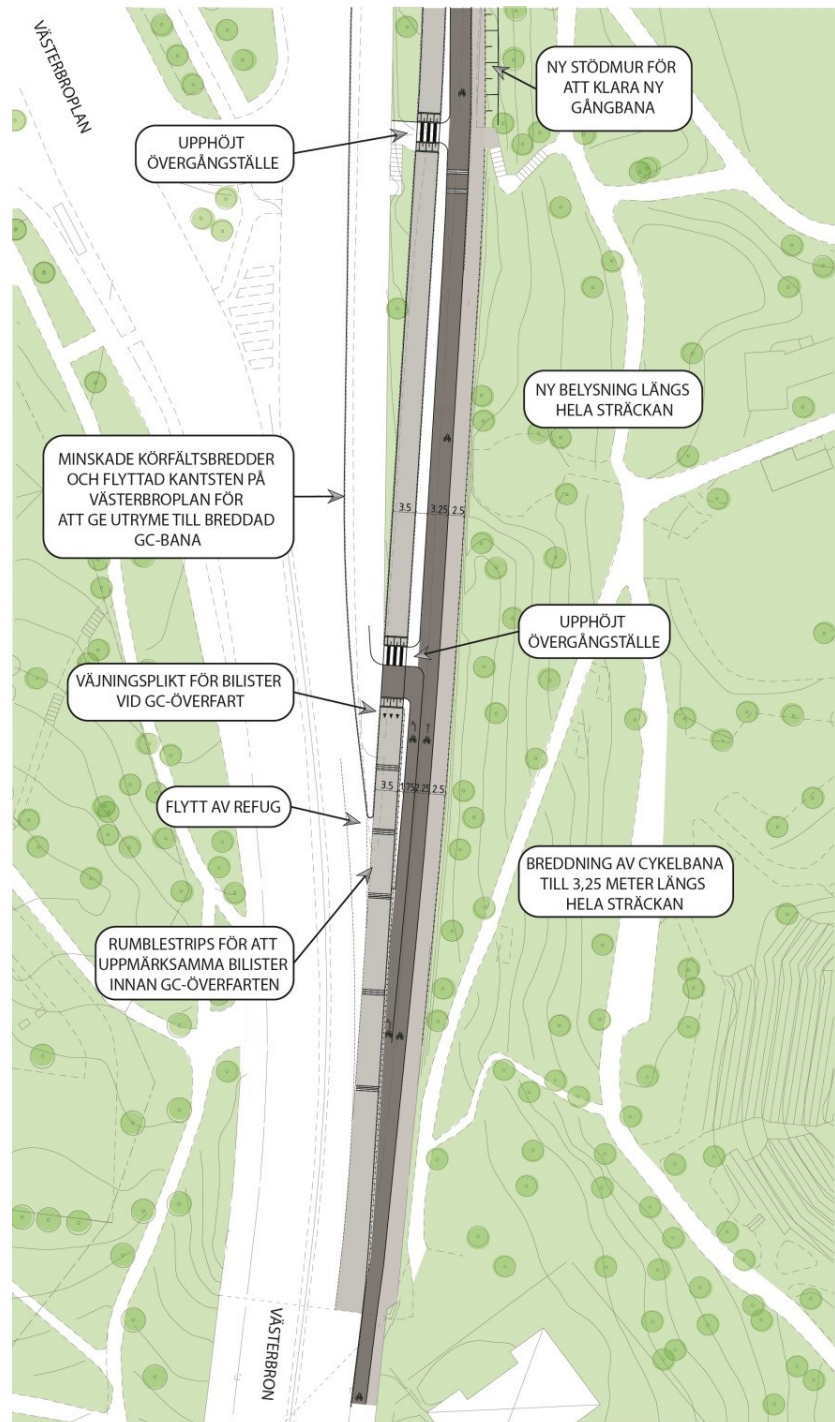 VÄSTERBROPLAN
NY STÖDMUR FÖR
ATT KLARA NY
GÅNGBANA
UPPHÖJT
ÖVERGÅNGSTÄLLE
NY BELYSNING LÄNGS
HELA STRÄCKAN
MINSKADE KÖRFÄLTSBREDDER
OCH FLYTTAD KANTSTEN PÅ
VÄSTERBROPLAN FÖR
ATT GE UTRYME TILL BREDDAD
GC-BANA
3.5
3.25
2.5
UPPHÖJT
ÖVERGÅNGSTÄLLE
VÄJNINGSPLIKT FÖR BILISTER
VID GC-ÖVERFART
3.5
1.75
2.25
2.5
FLYTT AV REFUG
BREDDNING AV CYKELBANA
TILL 3,25 METER LÄNGS
HELA STRÄCKAN
RUMBLESTRIPS FÖR ATT
UPPMÄRKSAMMA BILISTER
INNAN GC-ÖVERFARTEN
VÄSTERBRON